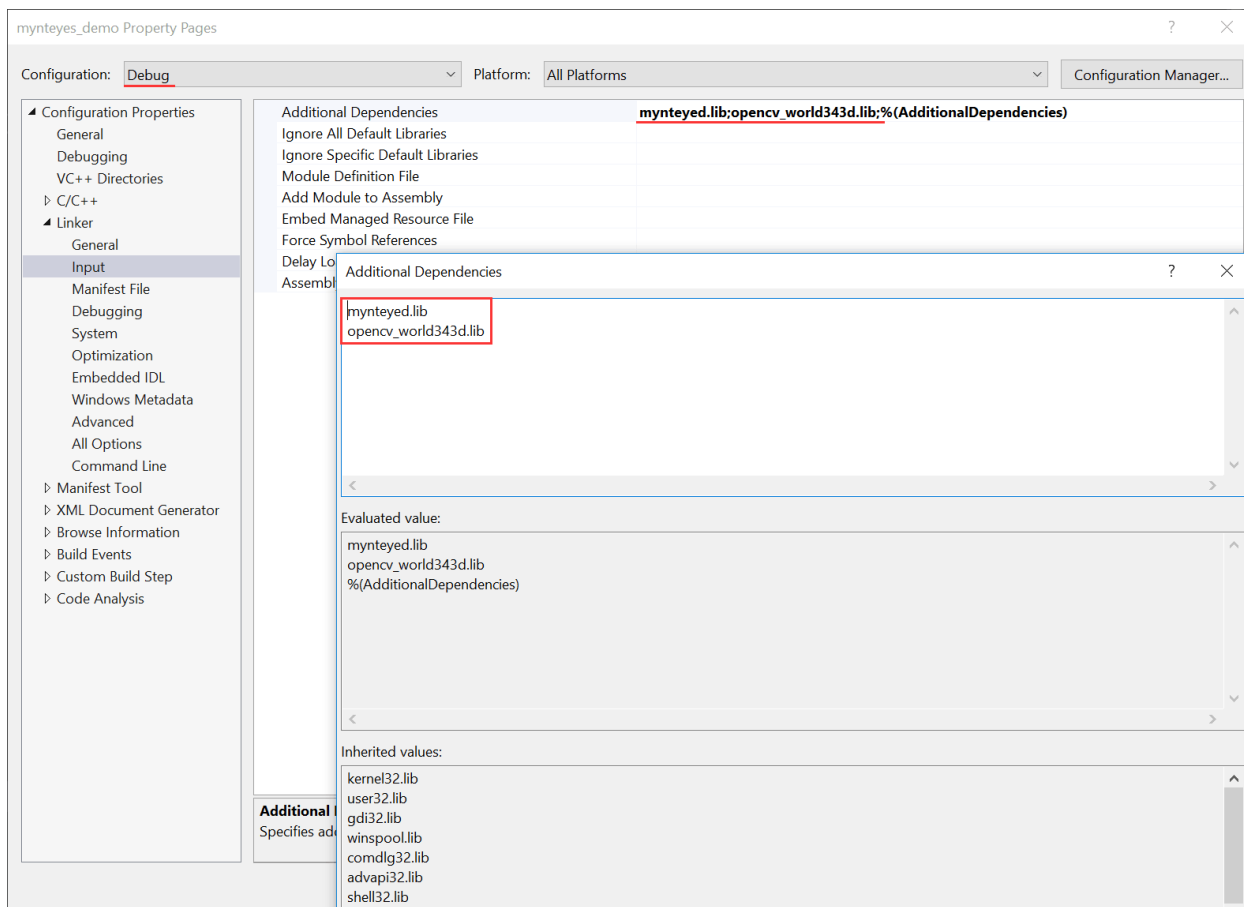 mynteyes_demo Property Pages
?
Configuration: Debug Platform: All Platforms Configuration Manager...
Configuration Properties
General
Debugging
VC++ Directories
C/C++
Linker
General
Input
Manifest File
Debugging
System
Optimization
Embedded IDL
Windows Metadata
Advanced
All Options
Command Line
Manifest Tool
XML Document Generator
Browse Information
Build Events
Custom Build Step
Code Analysis
Additional Dependencies mynteyed.lib;opencv_world343d.lib;%(AdditionalDependencies)
Ignore All Default Libraries
Ignore Specific Default Libraries
Module Definition File
Add Module to Assembly
Embed Managed Resource File
Force Symbol References
Delay Lo
Assembl
Additional
Specifies add
Additional Dependencies ?
mynteyed.lib
opencv_world343d.lib
Evaluated value:
mynteyed.lib
opencv_world343d.lib
%(AdditionalDependencies)
Inherited values:
kernel32.lib
user32.lib
gdi32.lib
winspool.lib
comdlg32.lib
advapi32.lib
shell32.lib